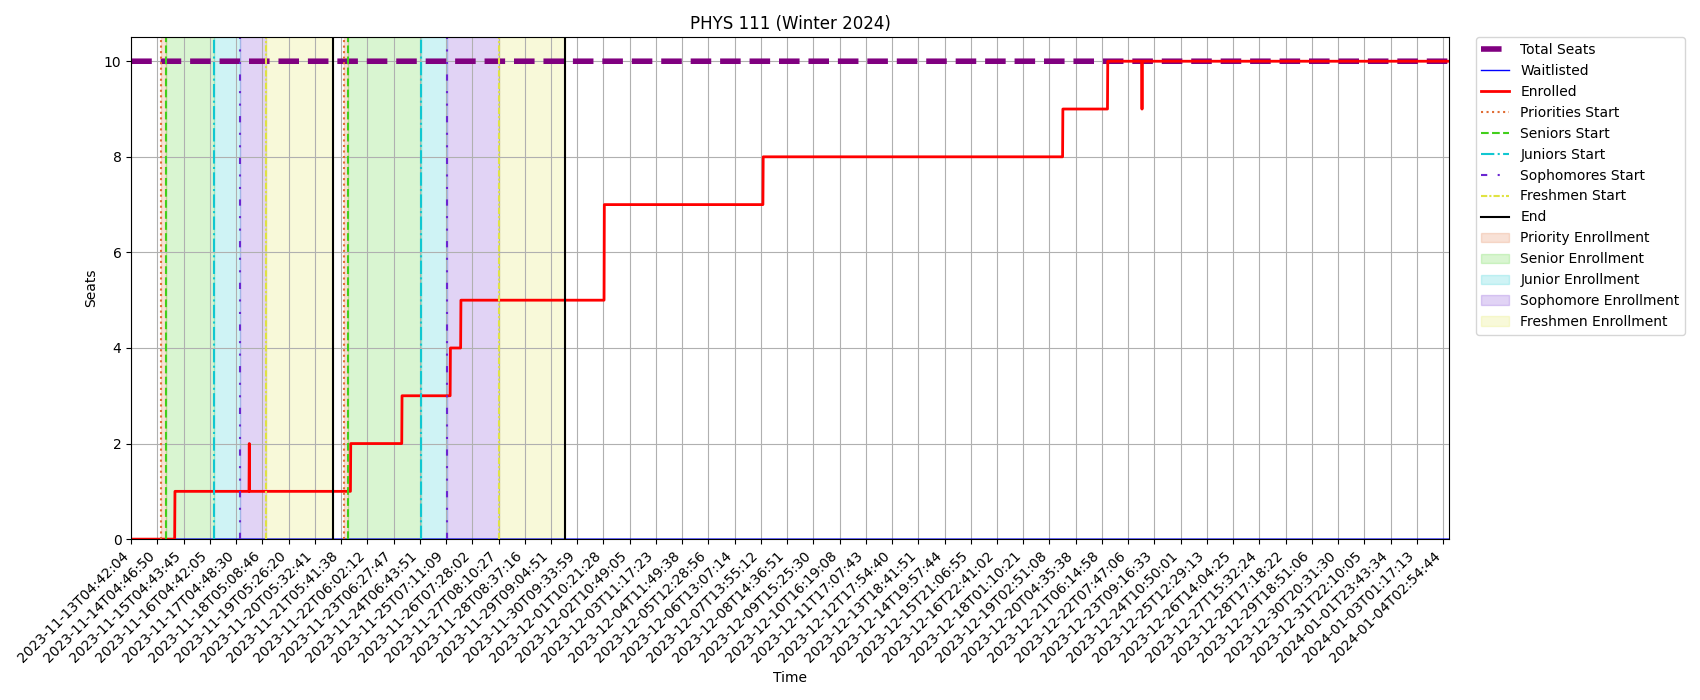 PHYS 111 (Winter 2024)
Seats
10
8
6
4
2
0
2023-11-13T04:42:04
2023-11-14T04:46:50
2023-11-15T04:43:45
2023-11-16T04:42:05
2023-11-17T04:48:30
2023-11-18T05:08:46
2023-11-19T05:26:20
2023-11-20T05:32:41
2023-11-21T05:41:38
2023-11-22T06:02:12
2023-11-23T06:27:47
2023-11-24T06:43:51
2023-11-25T07:11:09
2023-11-26T07:28:02
2023-11-27T08:10:27
2023-11-28T08:37:16
2023-11-29T09:04:51
2023-11-30T09:33:59
2023-12-01T10:21:28
2023-12-02T10:49:05
2023-12-03T11:17:23
2023-12-04T11:49:38
2023-12-05T12:28:56
2023-12-06T13:07:14
2023-12-07T13:55:12
2023-12-08T14:36:51
2023-12-09T15:25:30
2023-12-10T16:19:08
2023-12-11T17:07:43
2023-12-12T17:54:40
2023-12-13T18:41:51
2023-12-14T19:57:44
2023-12-15T21:06:55
2023-12-16T22:41:02
2023-12-18T01:10:21
2023-12-19T02:51:08
2023-12-20T04:35:38
2023-12-21T06:14:58
2023-12-22T07:47:06
2023-12-23T09:16:33
2023-12-24T10:50:01
2023-12-25T12:29:13
2023-12-26T14:04:25
2023-12-27T15:32:24
2023-12-28T17:18:22
2023-12-29T18:51:06
2023-12-30T20:31:30
2023-12-31T22:10:05
2024-01-01T23:43:34
2024-01-03T01:17:13
2024-01-04T02:54:44
Time
Total Seats
Waitlisted
Enrolled
Priorities Start
Seniors Start
Juniors Start
Sophomores Start
Freshmen Start
End
Priority Enrollment
Senior Enrollment
Junior Enrollment
Sophomore Enrollment
Freshmen Enrollment